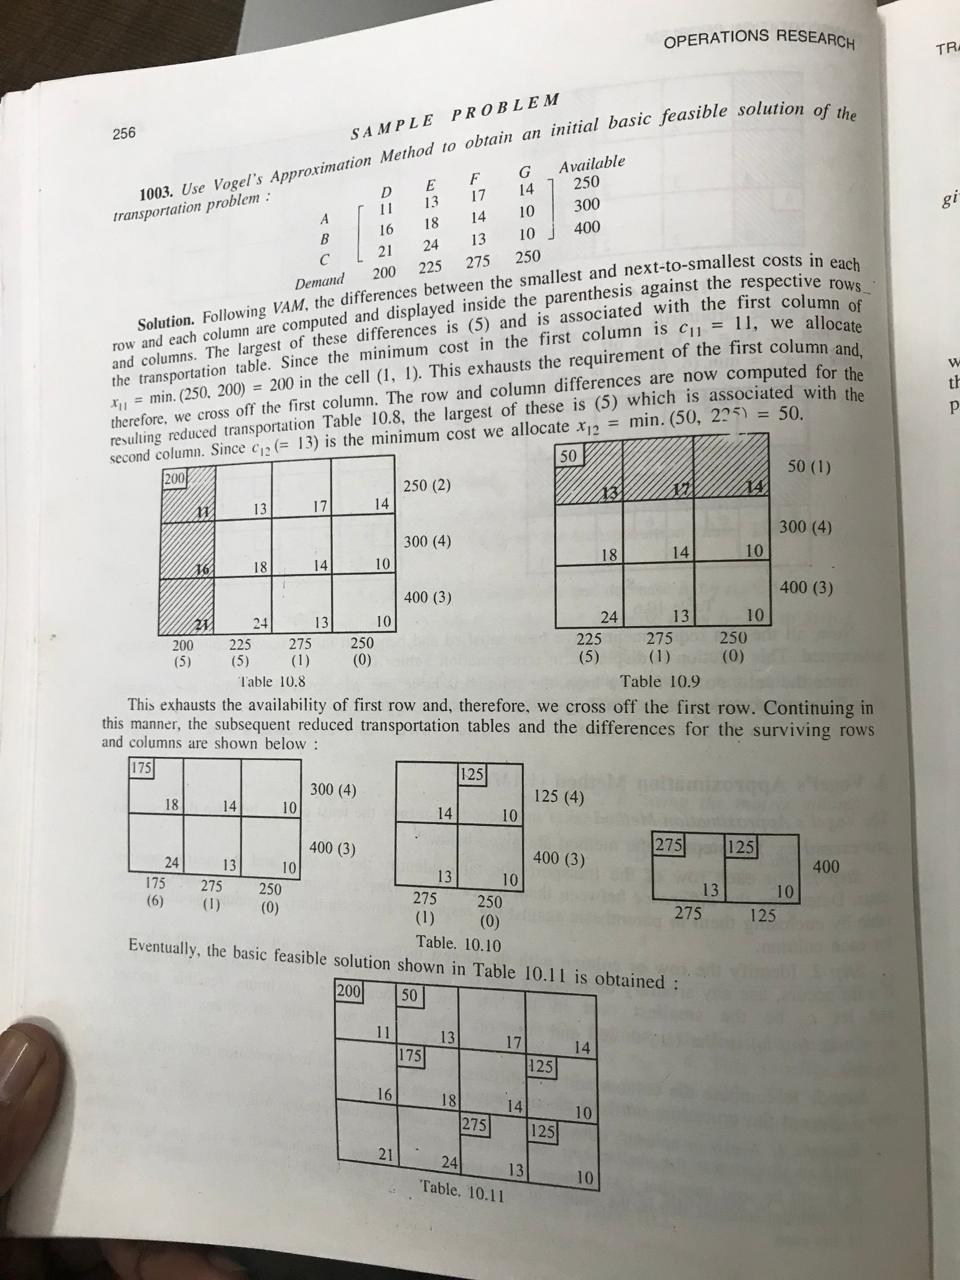 OPERATIONS RESEARCH
TR
256
SAMPLE PROBLEM
1003. Use Vogel's Approximation Method to obtain an initial basic feasible solution of the
transportation problem :
D E F G Available
A 11 13 17 14 250
B 16 18 14 10 300
C 21 24 13 10 400
Demand 200 225 275 250
Solution. Following VAM, the differences between the smallest and next-to-smallest costs in each
row and each column are computed and displayed inside the parenthesis against the respective rows
and columns. The largest of these differences is (5) and is associated with the first column of
the transportation table. Since the minimum cost in the first column is c₁₁ = 11, we allocate
x₁₁ = min. (250, 200) = 200 in the cell (1, 1). This exhausts the requirement of the first column and,
therefore, we cross off the first column. The row and column differences are now computed for the
resulting reduced transportation Table 10.8, the largest of these is (5) which is associated with the
second column. Since c₁₂ (= 13) is the minimum cost we allocate x₁₂ = min. (50, 225) = 50.
200
11 13 17 14 250 (2)
16 18 14 10 300 (4)
21 24 13 10 400 (3)
200 225 275 250
(5) (5) (1) (0)
Table 10.8
50
13 17 14 50 (1)
18 14 10 300 (4)
24 13 10 400 (3)
225 275 250
(5) (1) (0)
Table 10.9
This exhausts the availability of first row and, therefore, we cross off the first row. Continuing in
this manner, the subsequent reduced transportation tables and the differences for the surviving rows
and columns are shown below :
175
18 14 10 300 (4)
24 13 10 400 (3)
175 275 250
(6) (1) (0)
125
14 10 125 (4)
13 10 400 (3)
275 250
(1) (0)
275 125
13 10 400
275 125
Table. 10.10
Eventually, the basic feasible solution shown in Table 10.11 is obtained :
200 50
11 13 17 14
175 125
16 18 14 10
275 125
21 24 13 10
Table. 10.11